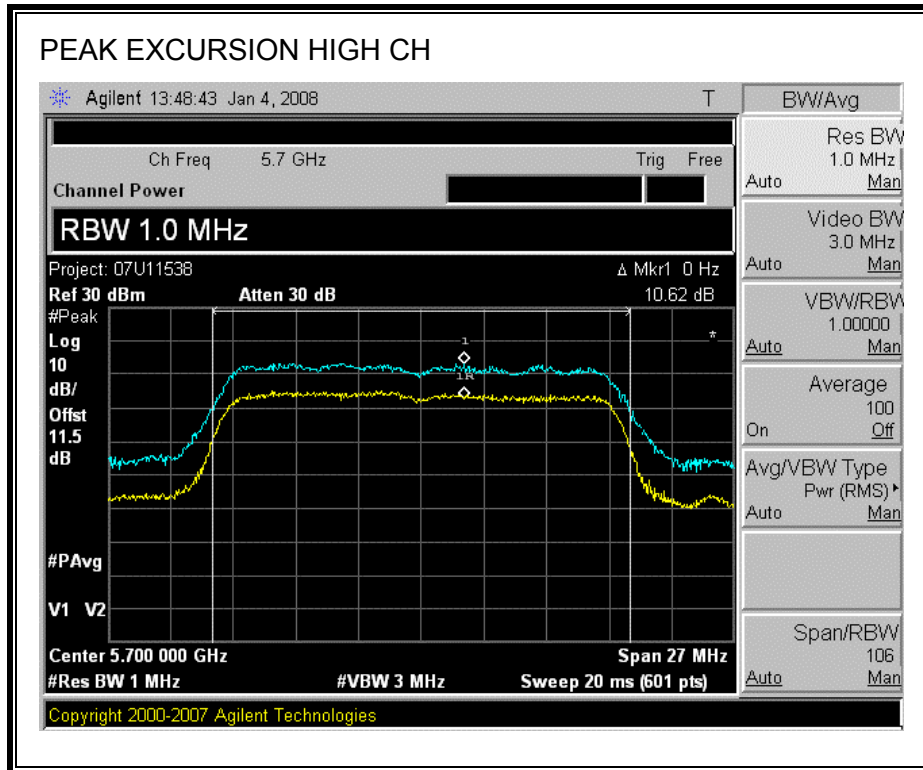 PEAK EXCURSION HIGH CH
Agilent 13:48:43 Jan 4, 2008 T
BW/Avg
Ch Freq 5.7 GHz Trig Free
Channel Power
RBW 1.0 MHz
Project: 07U11538 Δ Mkr1 0 Hz
Ref 30 dBm Atten 30 dB 10.62 dB
#Peak
Log
10
dB/
Offst
11.5
dB
1
1R
*
#PAvg
V1 V2
Center 5.700 000 GHz Span 27 MHz
#Res BW 1 MHz #VBW 3 MHz Sweep 20 ms (601 pts)
Copyright 2000-2007 Agilent Technologies
Res BW
1.0 MHz
Auto Man
Video BW
3.0 MHz
Auto Man
VBW/RBW
1.00000
Auto Man
Average
100
On Off
Avg/VBW Type
Pwr (RMS)
Auto Man
Span/RBW
106
Auto Man